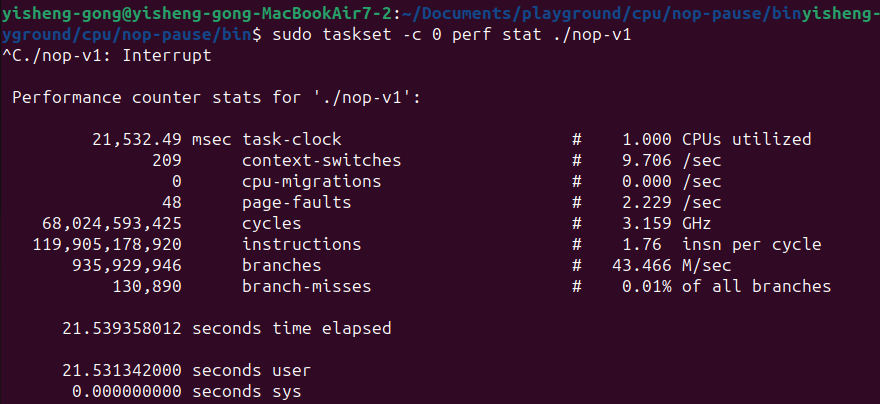 yisheng-gong@yisheng-gong-MacBookAir7-2:~/Documents/playground/cpu/nop-pause/binyisheng-
yground/cpu/nop-pause/bin$ sudo taskset -c 0 perf stat ./nop-v1
^C./nop-v1: Interrupt
Performance counter stats for './nop-v1':
21,532.49 msec task-clock # 1.000 CPUs utilized
209 context-switches # 9.706 /sec
0 cpu-migrations # 0.000 /sec
48 page-faults # 2.229 /sec
68,024,593,425 cycles # 3.159 GHz
119,905,178,920 instructions # 1.76 insn per cycle
935,929,946 branches # 43.466 M/sec
130,890 branch-misses # 0.01% of all branches
21.539358012 seconds time elapsed
21.531342000 seconds user
0.000000000 seconds sys